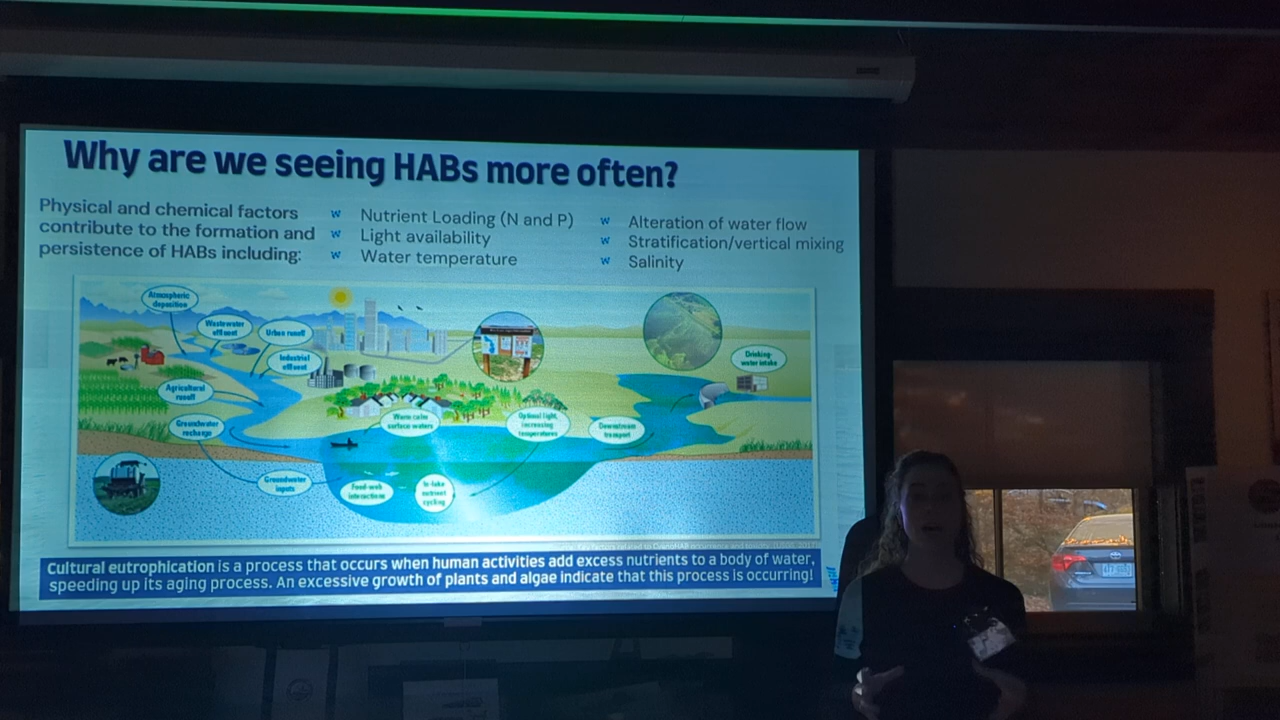 Why are we seeing HABs more often?
Physical and chemical factors
contribute to the formation and
persistence of HABs including:
Nutrient Loading (N and P)
Light availability
Water temperature
Alteration of water flow
Stratification/vertical mixing
Salinity
Atmospheric
deposition
Wastewater
effluent
Urban runoff
Industrial
effluent
Agricultural
runoff
Groundwater
recharge
Groundwater
inputs
Warm calm
surface waters
Food-web
interactions
In-lake
nutrient
cycling
Optimal light,
increasing
temperatures
Downstream
transport
Drinking-
water intake
Cultural eutrophication is a process that occurs when human activities add excess nutrients to a body of water,
speeding up its aging process. An excessive growth of plants and algae indicate that this process is occurring!